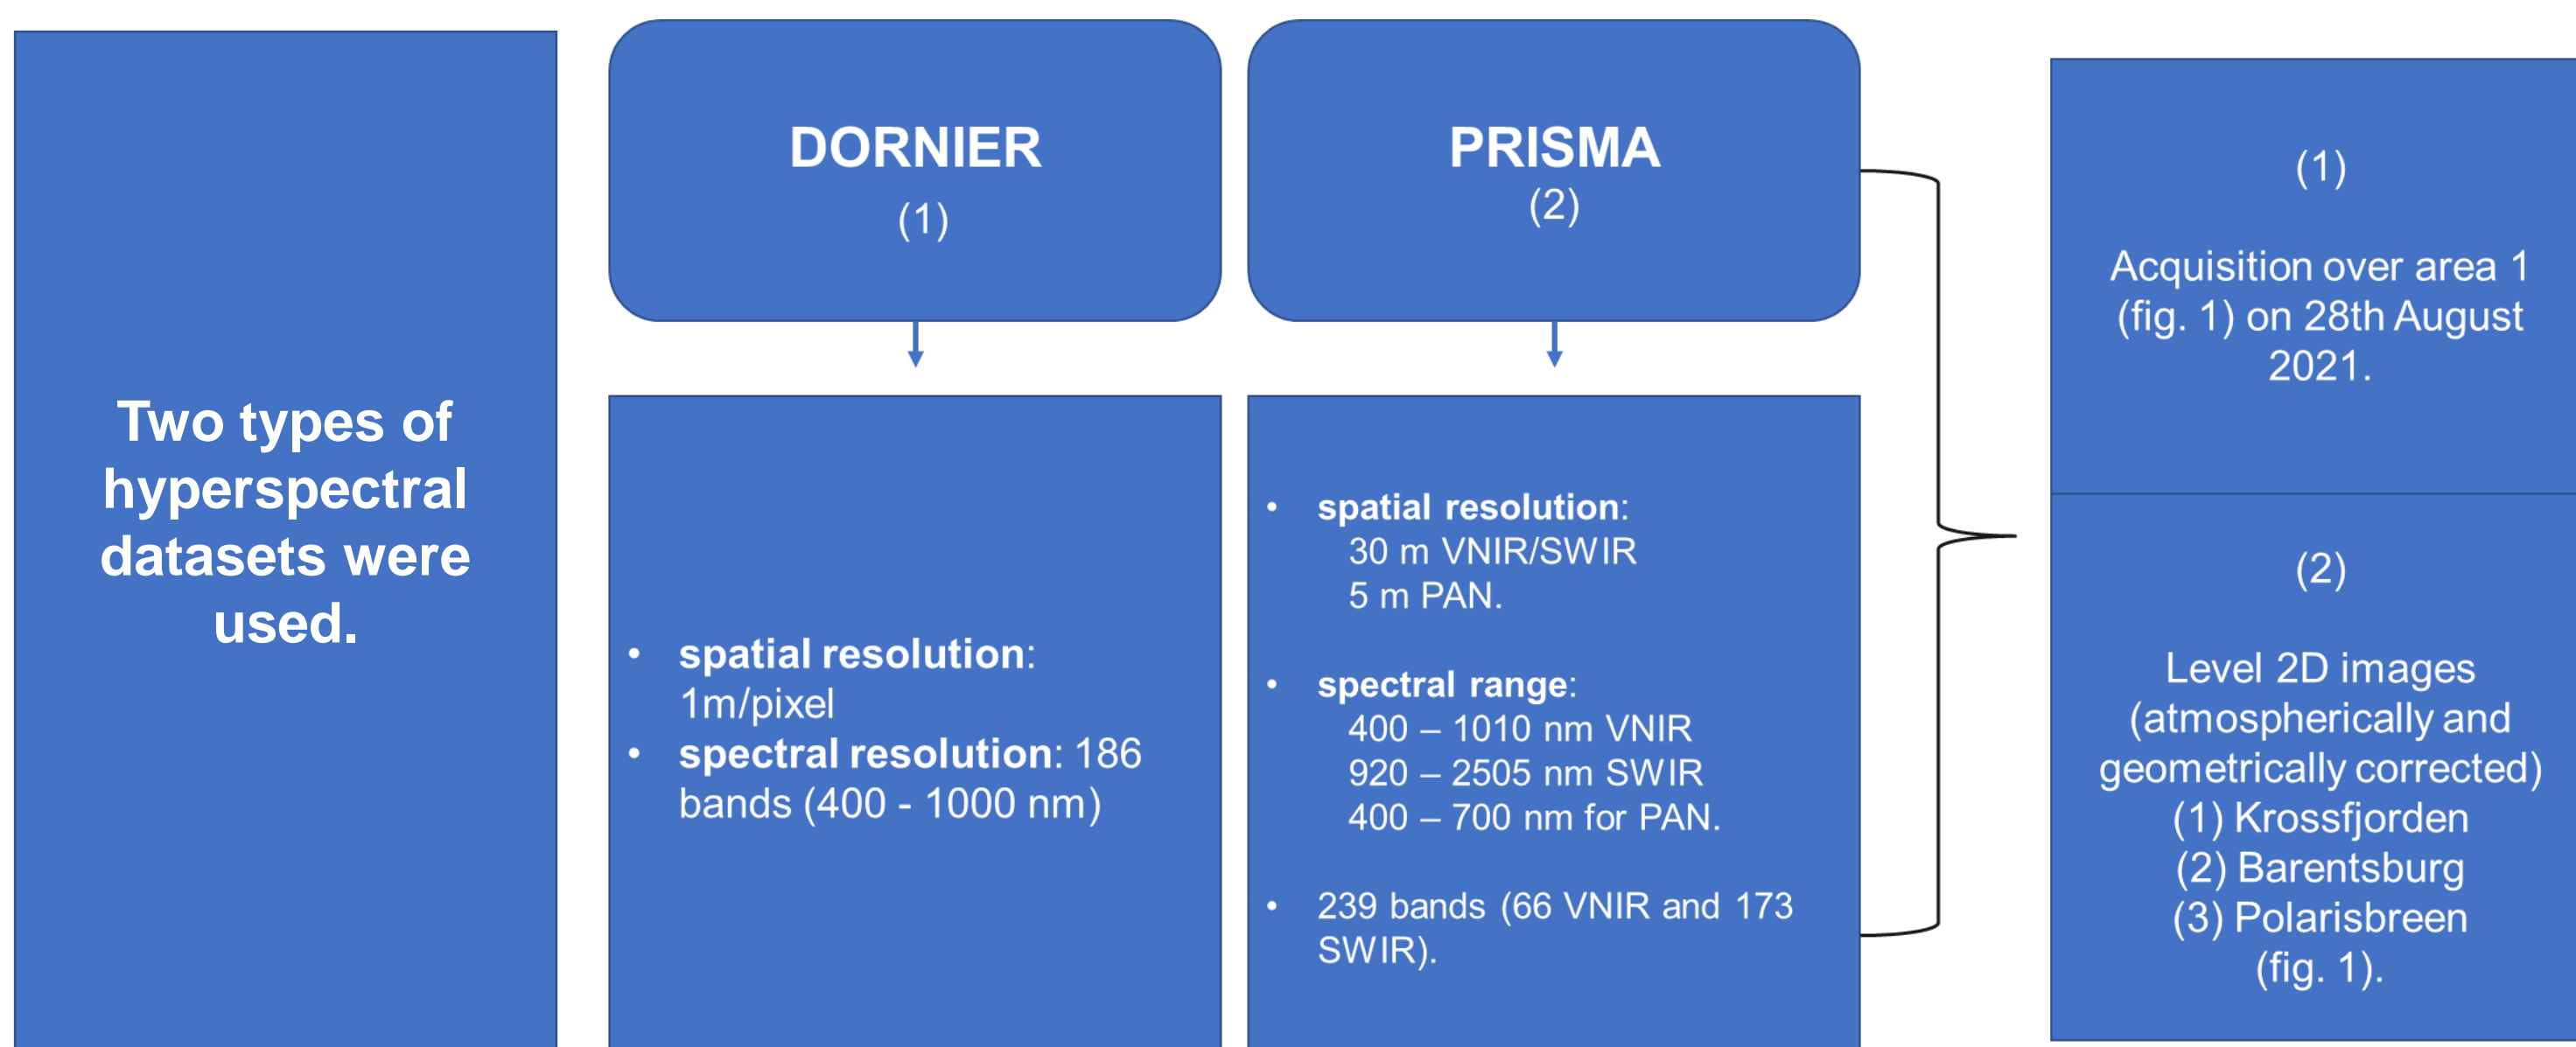 Two types of
hyperspectral
datasets were
used.
DORNIER
(1)
• spatial resolution:
1m/pixel
• spectral resolution: 186
bands (400 - 1000 nm)
PRISMA
(2)
• spatial resolution:
30 m VNIR/SWIR
5 m PAN.
• spectral range:
400 – 1010 nm VNIR
920 – 2505 nm SWIR
400 – 700 nm for PAN.
• 239 bands (66 VNIR and 173
SWIR).
(1)
Acquisition over area 1
(fig. 1) on 28th August
2021.
(2)
Level 2D images
(atmospherically and
geometrically corrected)
(1) Krossfjorden
(2) Barentsburg
(3) Polarisbreen
(fig. 1).